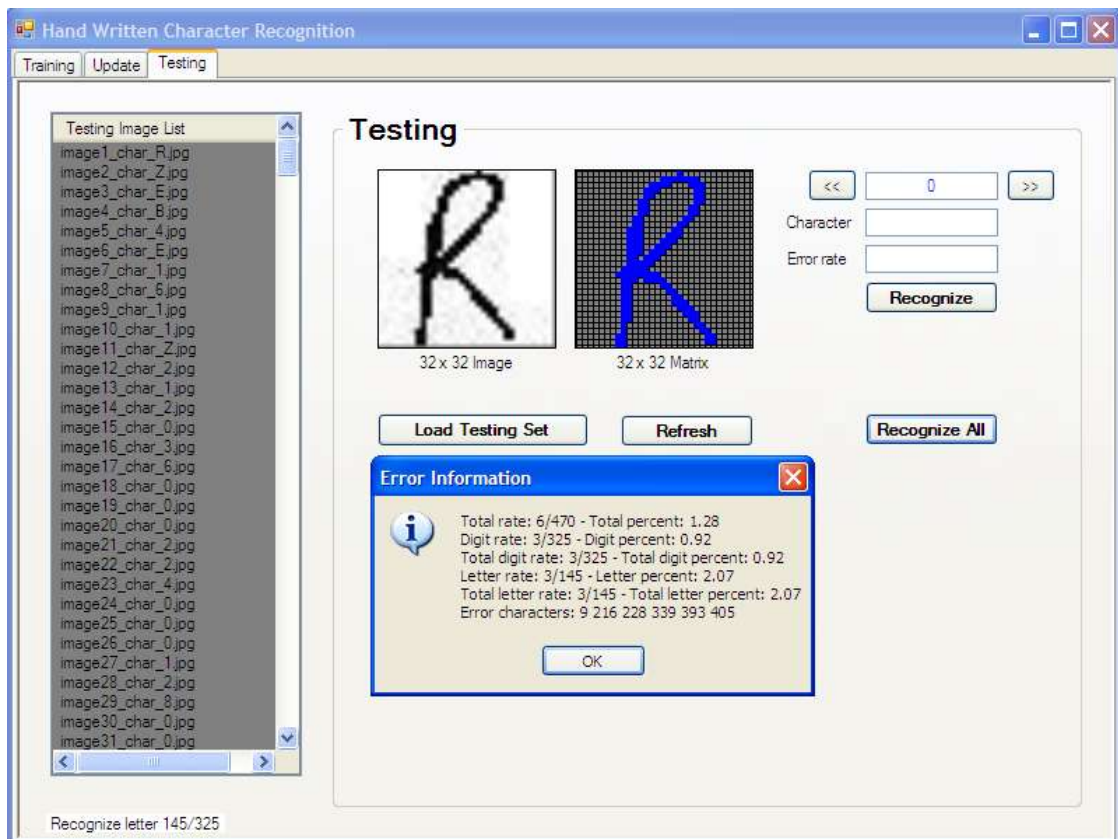 Hand Written Character Recognition
Training Update Testing
Testing Image List
image1_char_R.jpg
image2_char_Z.jpg
image3_char_E.jpg
image4_char_B.jpg
image5_char_4.jpg
image6_char_E.jpg
image7_char_1.jpg
image8_char_6.jpg
image9_char_1.jpg
image10_char_1.jpg
image11_char_Z.jpg
image12_char_2.jpg
image13_char_1.jpg
image14_char_2.jpg
image15_char_0.jpg
image16_char_3.jpg
image17_char_6.jpg
image18_char_0.jpg
image19_char_0.jpg
image20_char_0.jpg
image21_char_2.jpg
image22_char_2.jpg
image23_char_4.jpg
image24_char_0.jpg
image25_char_0.jpg
image26_char_0.jpg
image27_char_1.jpg
image28_char_2.jpg
image29_char_8.jpg
image30_char_0.jpg
image31_char_0.jpg
Recognize letter 145/325
Testing
R R
32 x 32 Image 32 x 32 Matrix
<< 0 >>
Character
Error rate
Recognize
Load Testing Set Refresh Recognize All
Error Information
Total rate: 6/470 - Total percent: 1.28
Digit rate: 3/325 - Digit percent: 0.92
Total digit rate: 3/325 - Total digit percent: 0.92
Letter rate: 3/145 - Letter percent: 2.07
Total letter rate: 3/145 - Total letter percent: 2.07
Error characters: 9 216 228 339 393 405
OK